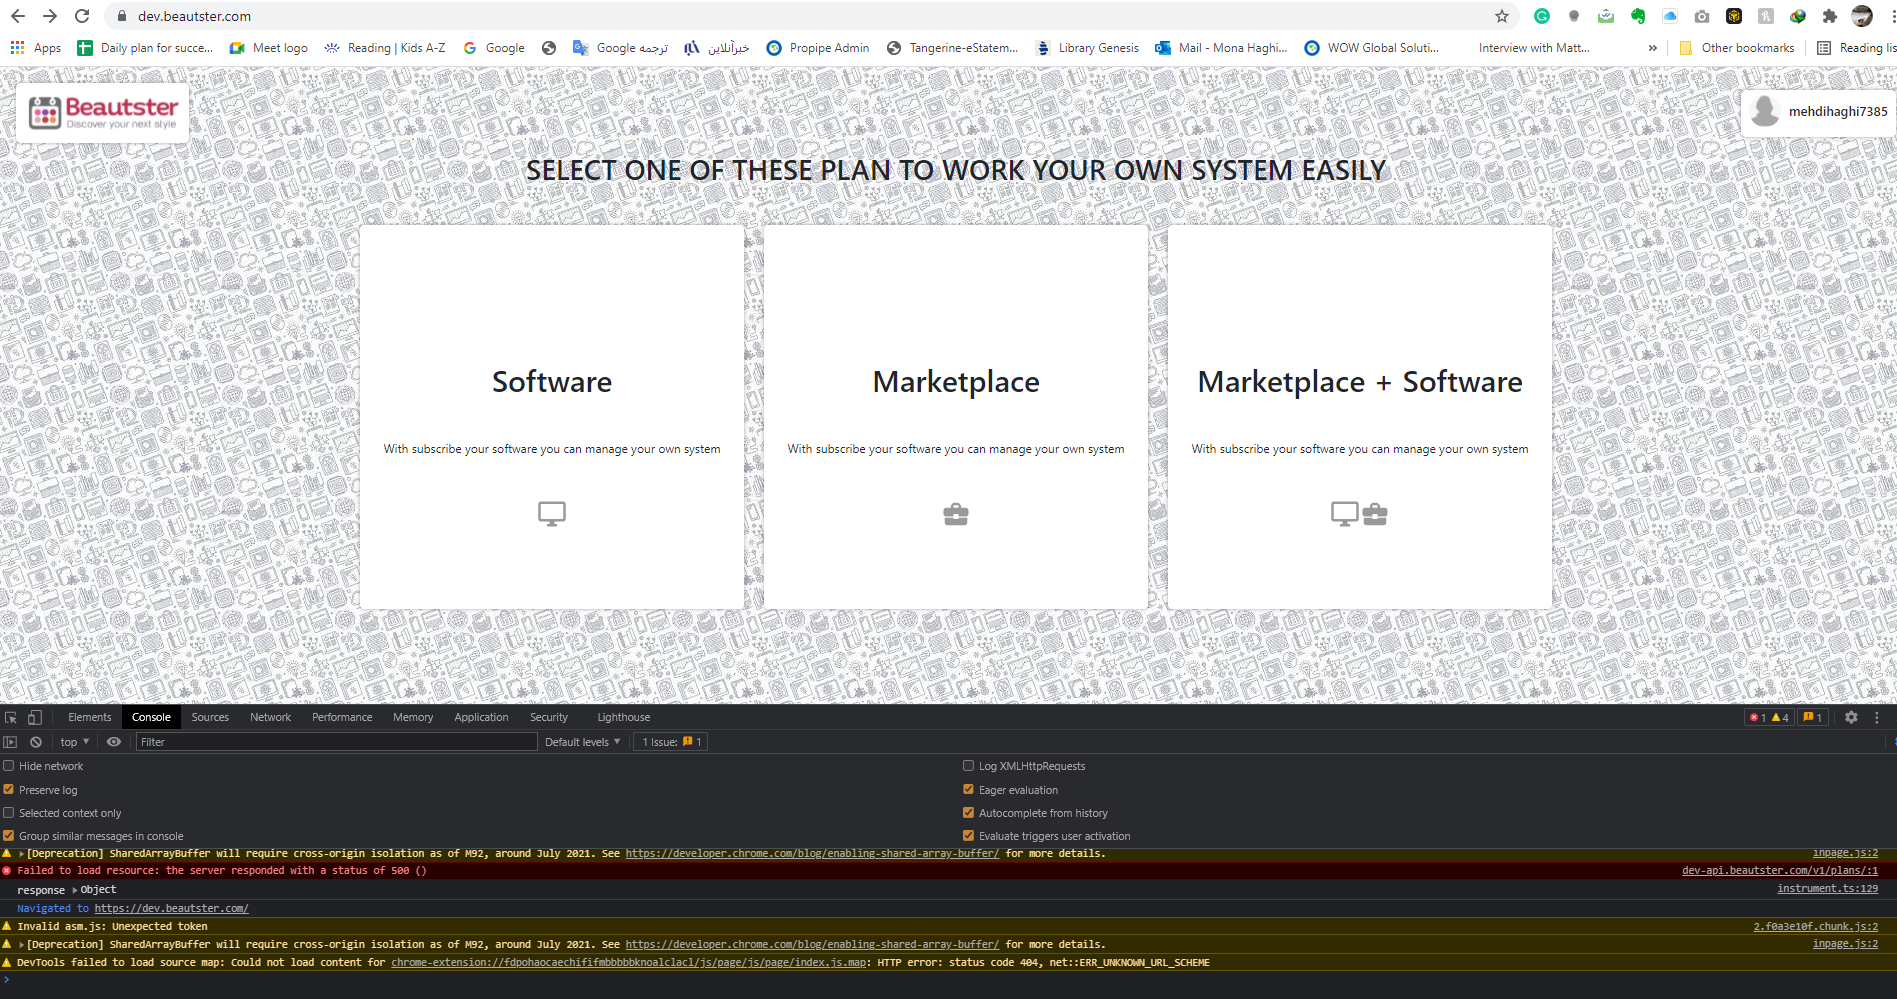 dev.beautster.com
Apps
Daily plan for succe...
Meet logo
Reading | Kids A-Z
Google
Google ترجمه
خبرآنلاین
Propipe Admin
Tangerine-eStatem...
Library Genesis
Mail - Mona Haghi...
WOW Global Soluti...
Interview with Matt...
»
Other bookmarks
Reading lis
Beautster
Discover your next style
mehdihaghi7385
SELECT ONE OF THESE PLAN TO WORK YOUR OWN SYSTEM EASILY
Software
With subscribe your software you can manage your own system
Marketplace
With subscribe your software you can manage your own system
Marketplace + Software
With subscribe your software you can manage your own system
Elements Console Sources Network Performance Memory Application Security Lighthouse
1 4 1
top Filter Default levels 1 issue: 1
Hide network
Log XMLHttpRequests
Preserve log
Eager evaluation
Selected context only
Autocomplete from history
Group similar messages in console
Evaluate triggers user activation
[Deprecation] SharedArrayBuffer will require cross-origin isolation as of M92, around July 2021. See https://developer.chrome.com/blog/enabling-shared-array-buffer/ for more details. inpage.js:2
Failed to load resource: the server responded with a status of 500 () dev-api.beautster.com/v1/plans/:1
response Object instrument.ts:129
Navigated to https://dev.beautster.com/
Invalid asm.js: Unexpected token 2.f0a3e10f.chunk.js:2
[Deprecation] SharedArrayBuffer will require cross-origin isolation as of M92, around July 2021. See https://developer.chrome.com/blog/enabling-shared-array-buffer/ for more details. inpage.js:2
DevTools failed to load source map: Could not load content for chrome-extension://fdpohaocaechififmbbbbbknoalclacl/js/page/js/page/index.js.map: HTTP error: status code 404, net::ERR_UNKNOWN_URL_SCHEME